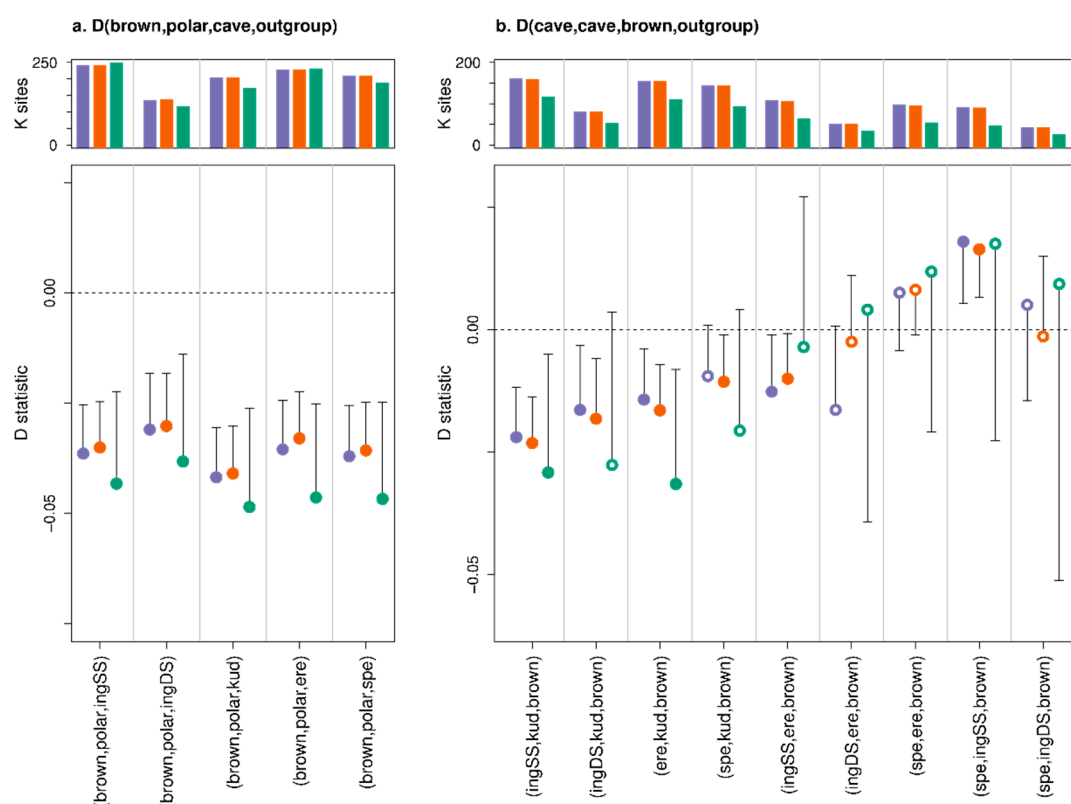 a. D(brown,polar,cave,outgroup)
b. D(cave,cave,brown,outgroup)
K sites
250
0
K sites
200
0
D statistic
0.00
−0.05
D statistic
0.00
−0.05
(brown,polar,ingSS)
(brown,polar,ingDS)
(brown,polar,kud)
(brown,polar,ere)
(brown,polar,spe)
(ingSS,kud,brown)
(ingDS,kud,brown)
(ere,kud,brown)
(spe,kud,brown)
(ingSS,ere,brown)
(ingDS,ere,brown)
(spe,ere,brown)
(spe,ingSS,brown)
(spe,ingDS,brown)